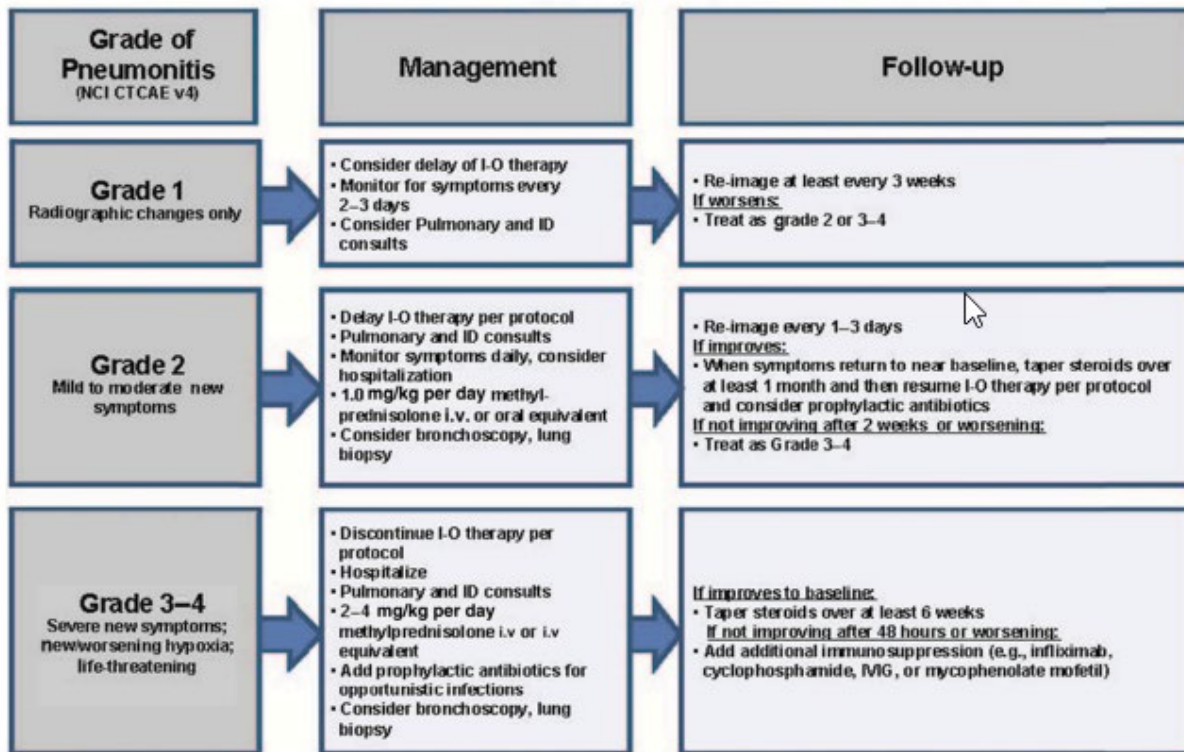 Grade of
Pneumonitis
(NCI CTCAE v4)
Management
Follow-up
Grade 1
Radiographic changes only
• Consider delay of I-O therapy
• Monitor for symptoms every
2–3 days
• Consider Pulmonary and ID
consults
• Re-image at least every 3 weeks
If worsens:
• Treat as grade 2 or 3–4
Grade 2
Mild to moderate new
symptoms
• Delay I-O therapy per protocol
• Pulmonary and ID consults
• Monitor symptoms daily, consider
hospitalization
• 1.0 mg/kg per day methyl-
prednisolone i.v. or oral equivalent
• Consider bronchoscopy, lung
biopsy
• Re-image every 1–3 days
If improves:
• When symptoms return to near baseline, taper steroids over
at least 1 month and then resume I-O therapy per protocol
and consider prophylactic antibiotics
If not improving after 2 weeks or worsening:
• Treat as Grade 3–4
Grade 3–4
Severe new symptoms;
new/worsening hypoxia;
life-threatening
• Discontinue I-O therapy per
protocol
• Hospitalize
• Pulmonary and ID consults
• 2–4 mg/kg per day
methylprednisolone i.v or i.v
equivalent
• Add prophylactic antibiotics for
opportunistic infections
• Consider bronchoscopy, lung
biopsy
If improves to baseline:
• Taper steroids over at least 6 weeks
If not improving after 48 hours or worsening:
• Add additional immunosuppression (e.g., infliximab,
cyclophosphamide, IVIG, or mycophenolate mofetil)